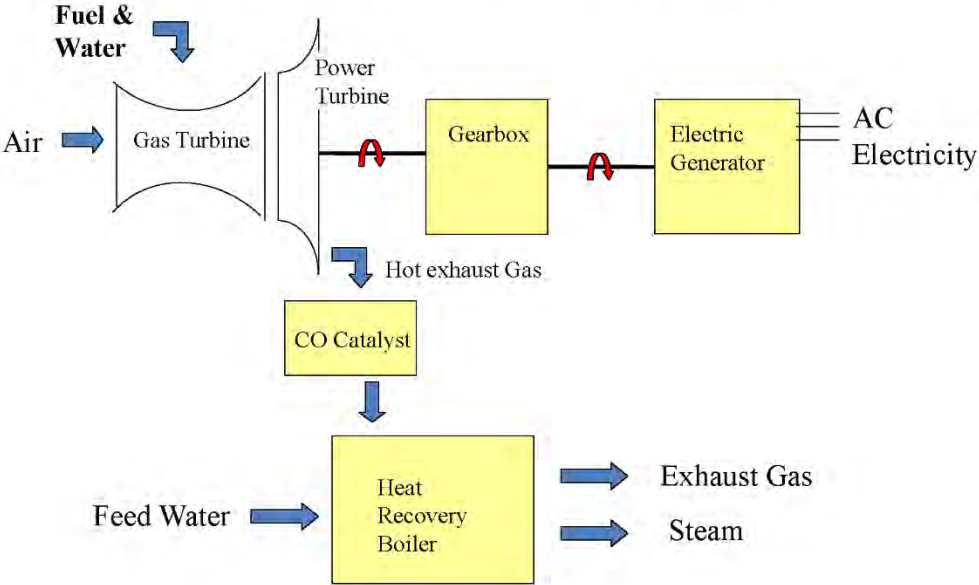 Fuel &
Water
Power
Turbine
Air
Gas Turbine
Gearbox
Electric
Generator
AC
Electricity
Hot exhaust Gas
CO Catalyst
Heat
Recovery
Boiler
Feed Water
Exhaust Gas
Steam